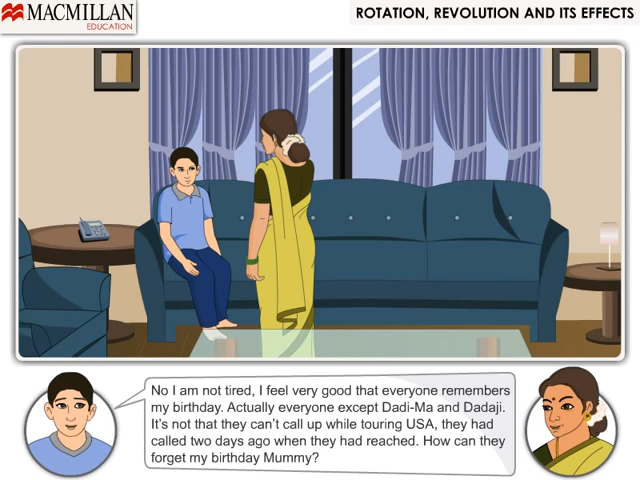 MACMILLAN
EDUCATION
ROTATION, REVOLUTION AND ITS EFFECTS
No I am not tired, I feel very good that everyone remembers
my birthday. Actually everyone except Dadi-Ma and Dadaji.
It's not that they can't call up while touring USA, they had
called two days ago when they had reached. How can they
forget my birthday Mummy?